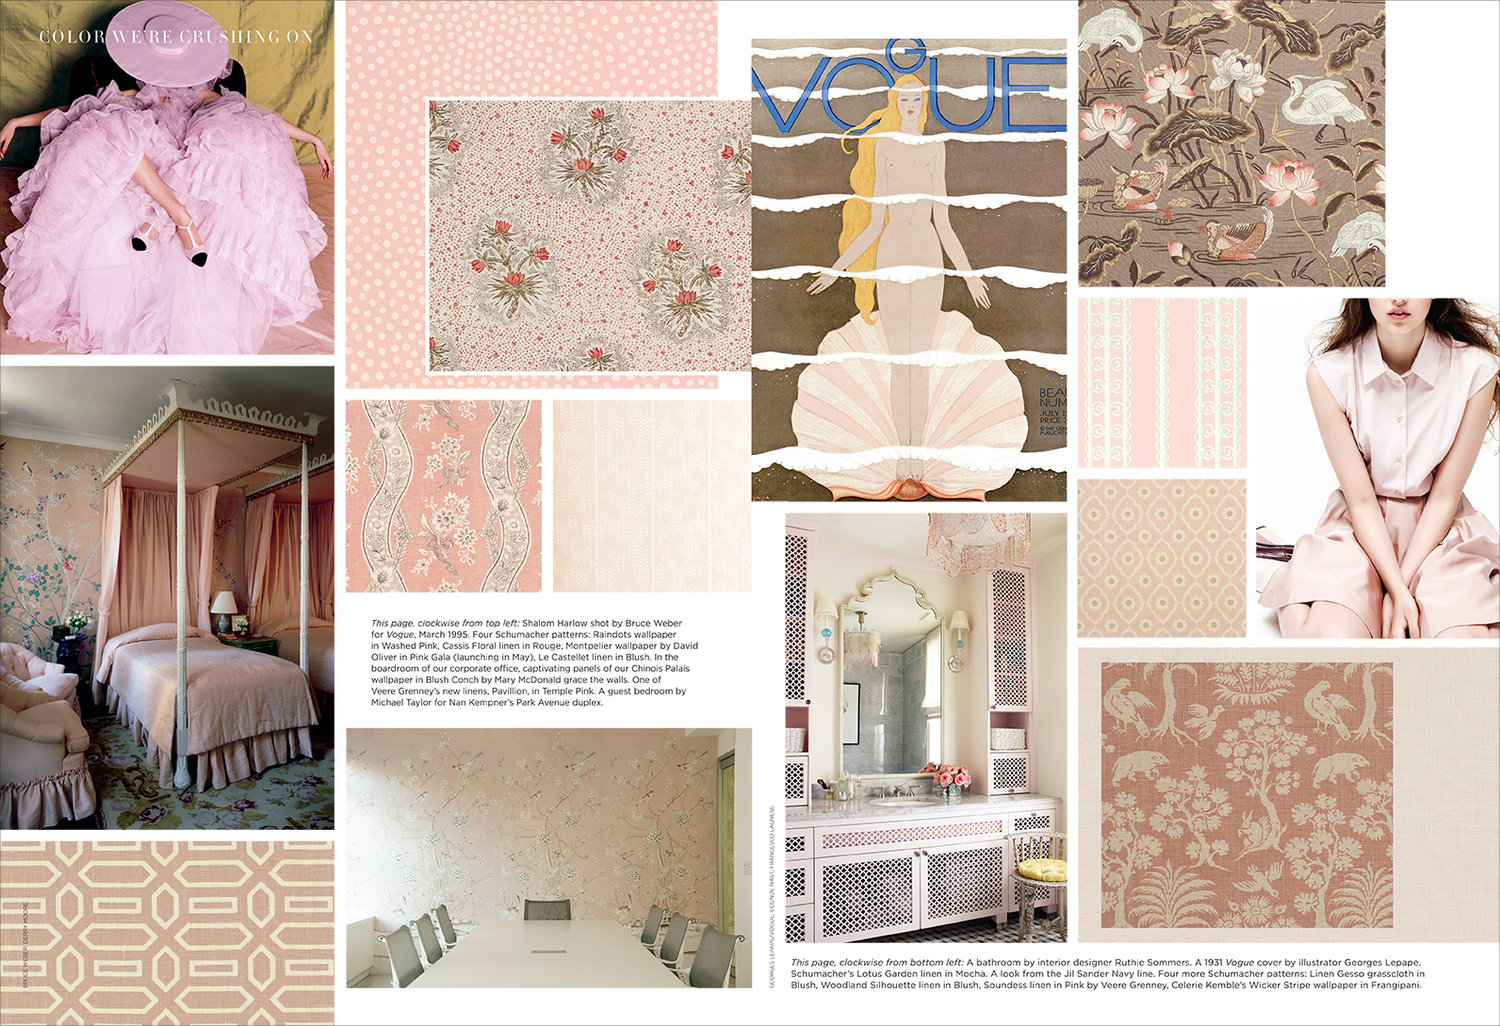 COLOR WE'RE CRUSHING ON
VOGUE
BEAU
NUM
JULY 1
PRICE 3
This page, clockwise from top left: Shalom Harlow shot by Bruce Weber
for Vogue, March 1995. Four Schumacher patterns: Raindots wallpaper
in Washed Pink, Cassis Floral linen in Rouge, Montpelier wallpaper by David
Oliver in Pink Gala (launching in May), Le Castellet linen in Blush. In the
boardroom of our corporate office, captivating panels of our Chinois Palais
wallpaper in Blush Conch by Mary McDonald grace the walls. One of
Veere Grenney's new linens, Pavillion, in Temple Pink. A guest bedroom by
Michael Taylor for Nan Kempner's Park Avenue duplex.
BRUCE WEBER; DERRY MOORE.
GEORGES LEPAPE/VOGUE, ©CONDE NAST; FRANCESCO LAGNESE.
This page, clockwise from bottom left: A bathroom by interior designer Ruthie Sommers. A 1931 Vogue cover by illustrator Georges Lepape.
Schumacher's Lotus Garden linen in Mocha. A look from the Jil Sander Navy line. Four more Schumacher patterns: Linen Gesso grasscloth in
Blush, Woodland Silhouette linen in Blush, Soundess linen in Pink by Veere Grenney, Celerie Kemble's Wicker Stripe wallpaper in Frangipani.